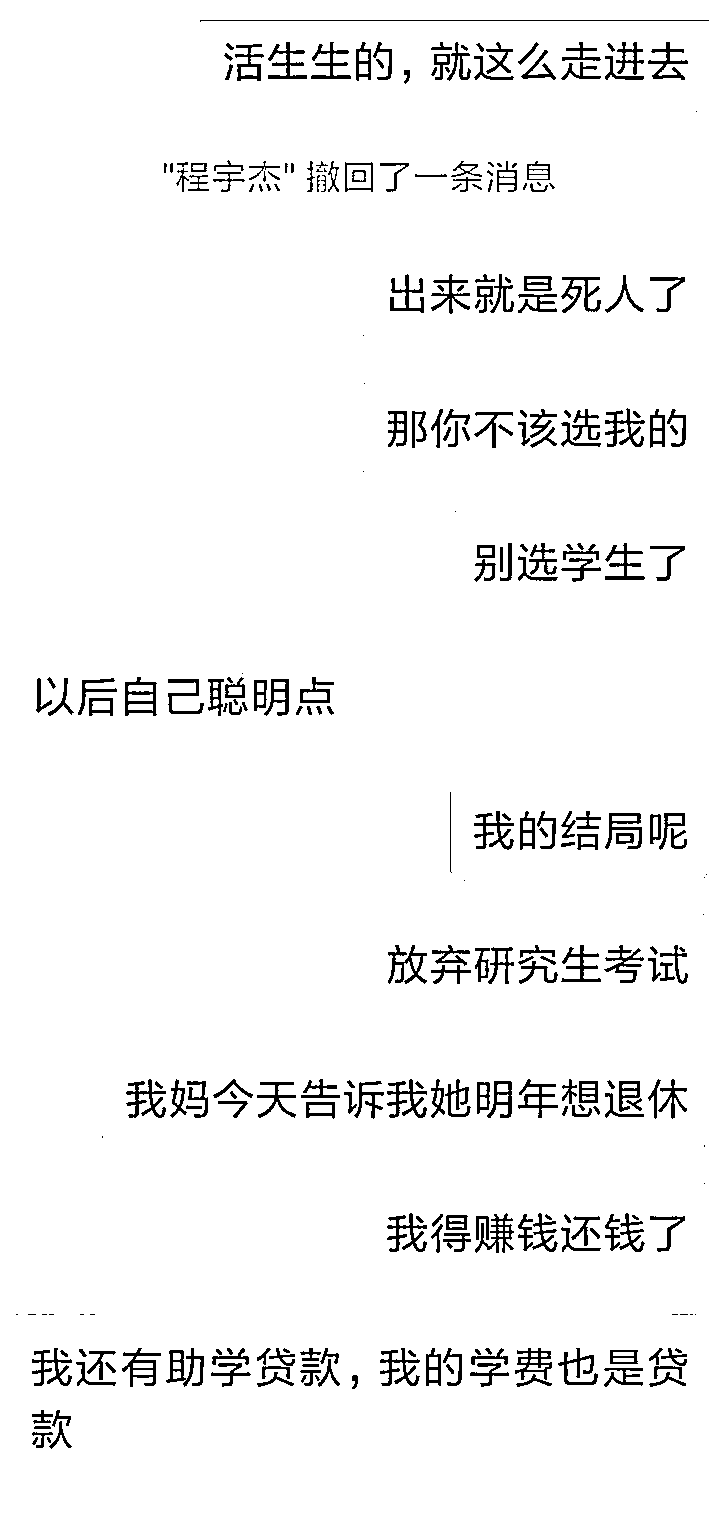 活生生的，就这么走进去
"程宇杰" 撤回了一条消息
出来就是死人了
那你不该选我的
别选学生了
以后自己聪明点
我的结局呢
放弃研究生考试
我妈今天告诉我她明年想退休
我得赚钱还钱了
我还有助学贷款，我的学费也是贷
款